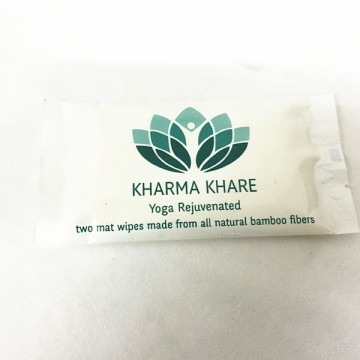 KHARMA KHARE
Yoga Rejuvenated
two mat wipes made from all natural bamboo fibers